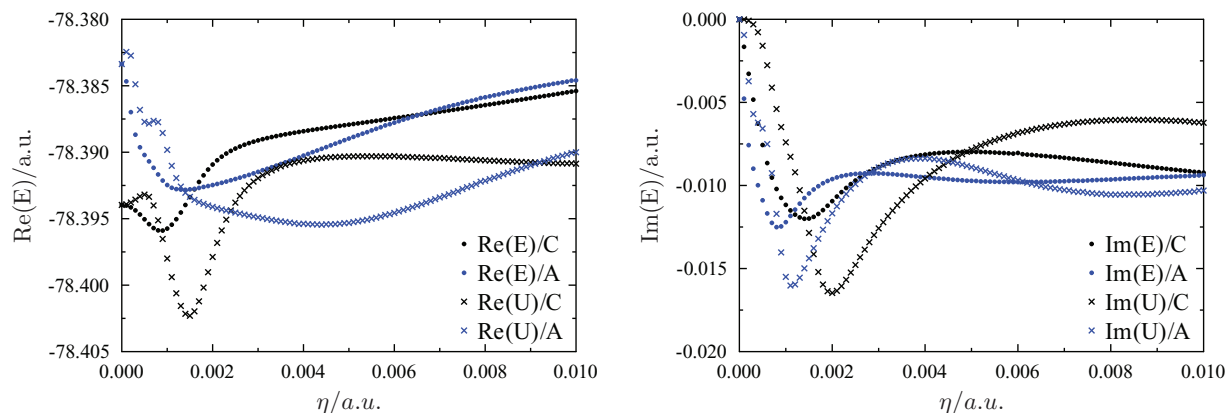 -78.380
-78.385
-78.390
-78.395
-78.400
-78.405
Re(E)/a.u.
0.000
0.002
0.004
0.006
0.008
0.010
η/a.u.
Re(E)/C
Re(E)/A
Re(U)/C
Re(U)/A
0.000
-0.005
-0.010
-0.015
-0.020
Im(E)/a.u.
0.000
0.002
0.004
0.006
0.008
0.010
η/a.u.
Im(E)/C
Im(E)/A
Im(U)/C
Im(U)/A